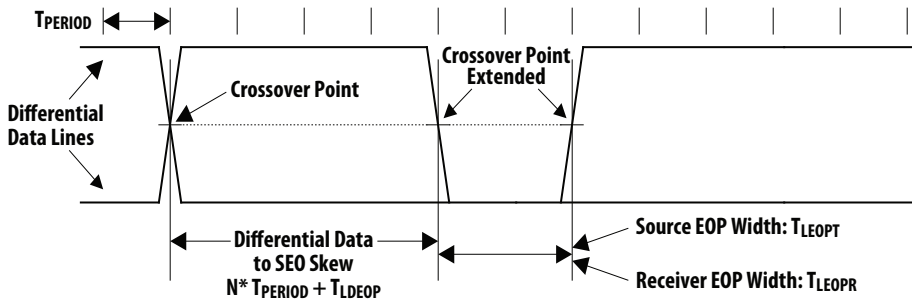 TPERIOD
Crossover Point
Extended
Crossover Point
Differential
Data Lines
Differential Data
to SEO Skew
N* TPERIOD + TLDEOP
Source EOP Width: TLEOPT
Receiver EOP Width: TLEOPR